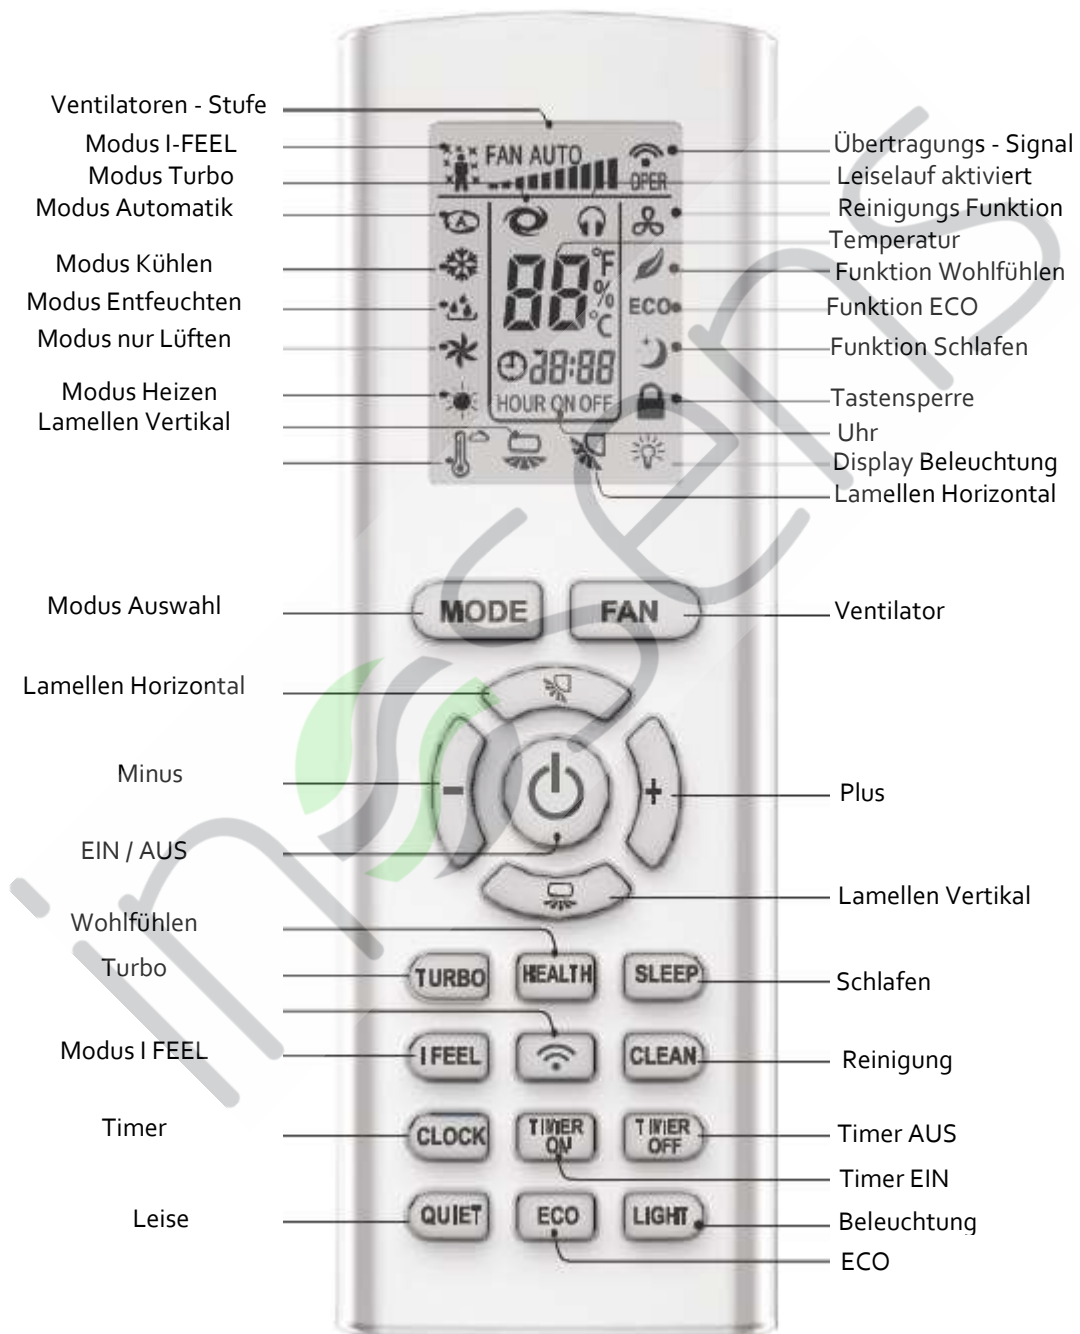 Ventilatoren - Stufe
Modus I-FEEL
Modus Turbo
Modus Automatik
Modus Kühlen
Modus Entfeuchten
Modus nur Lüften
Modus Heizen
Lamellen Vertikal
FAN AUTO
OPER
A
88
°F
%
°C
ECO
88:88
HOUR ON OFF
Übertragungs - Signal
Leiselauf aktiviert
Reinigungs Funktion
Temperatur
Funktion Wohlfühlen
Funktion ECO
Funktion Schlafen
Tastensperre
Uhr
Display Beleuchtung
Lamellen Horizontal
Modus Auswahl
MODE
FAN
Ventilator
Lamellen Horizontal
Minus
-
+
Plus
EIN / AUS
Lamellen Vertikal
Wohlfühlen
Turbo
TURBO
HEALTH
SLEEP
Schlafen
Modus I FEEL
I FEEL
CLEAN
Reinigung
Timer
CLOCK
TIMER
ON
TIMER
OFF
Timer AUS
Timer EIN
Leise
QUIET
ECO
LIGHT
Beleuchtung
ECO
inssens